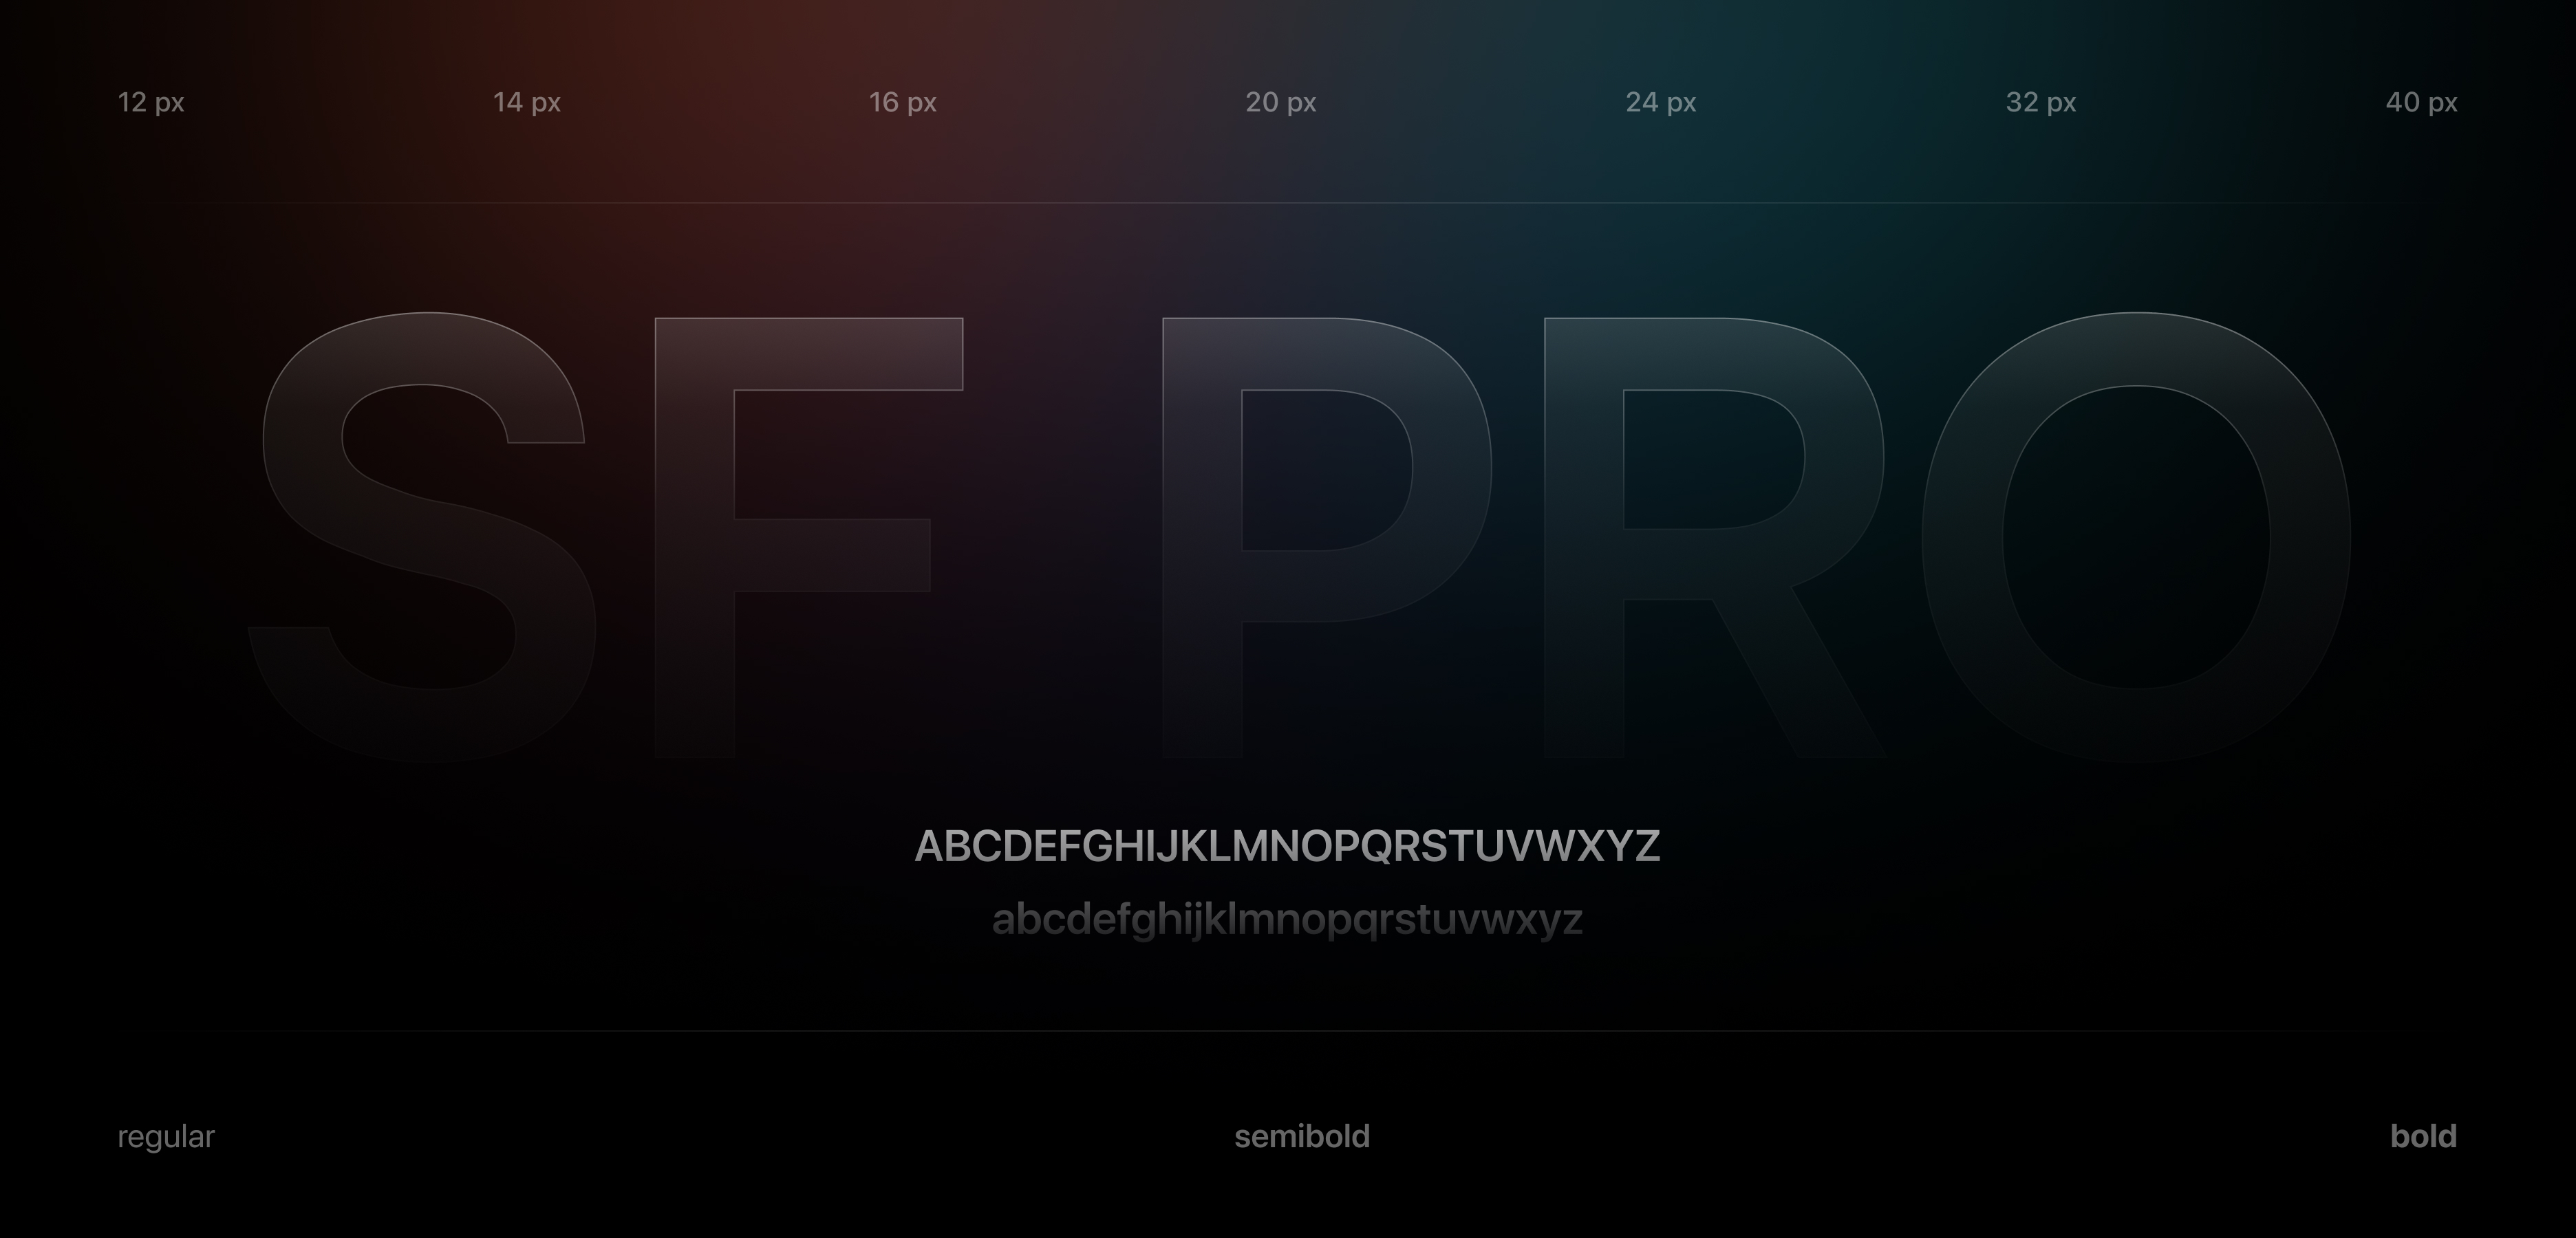 12 px 14 px 16 px 20 px 24 px 32 px 40 px
SF PRO
ABCDEFGHIJKLMNOPQRSTUVWXYZ
abcdefghijklmnopqrstuvwxyz
regular semibold bold